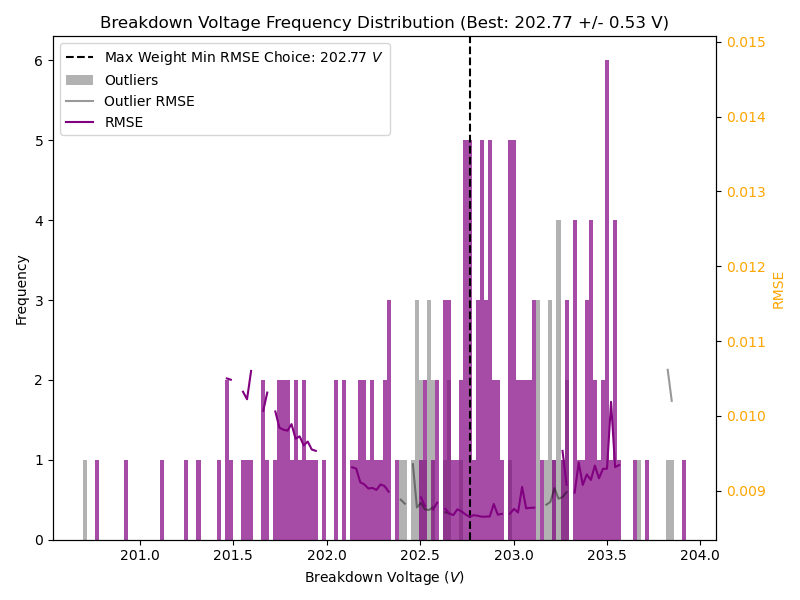 Breakdown Voltage Frequency Distribution (Best: 202.77 +/- 0.53 V)
Max Weight Min RMSE Choice: 202.77 V
Outliers
Outlier RMSE
RMSE
6
5
4
3
2
1
0
Frequency
0.015
0.014
0.013
0.012
0.011
0.010
0.009
RMSE
201.0 201.5 202.0 202.5 203.0 203.5 204.0
Breakdown Voltage (V)